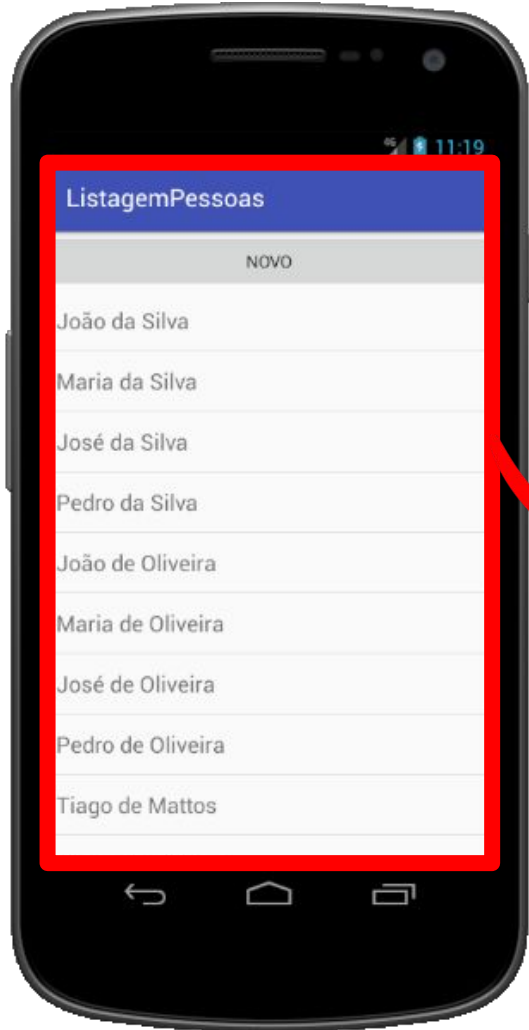 4G 11:19
ListagemPessoas
NOVO
João da Silva
Maria da Silva
José da Silva
Pedro da Silva
João de Oliveira
Maria de Oliveira
José de Oliveira
Pedro de Oliveira
Tiago de Mattos